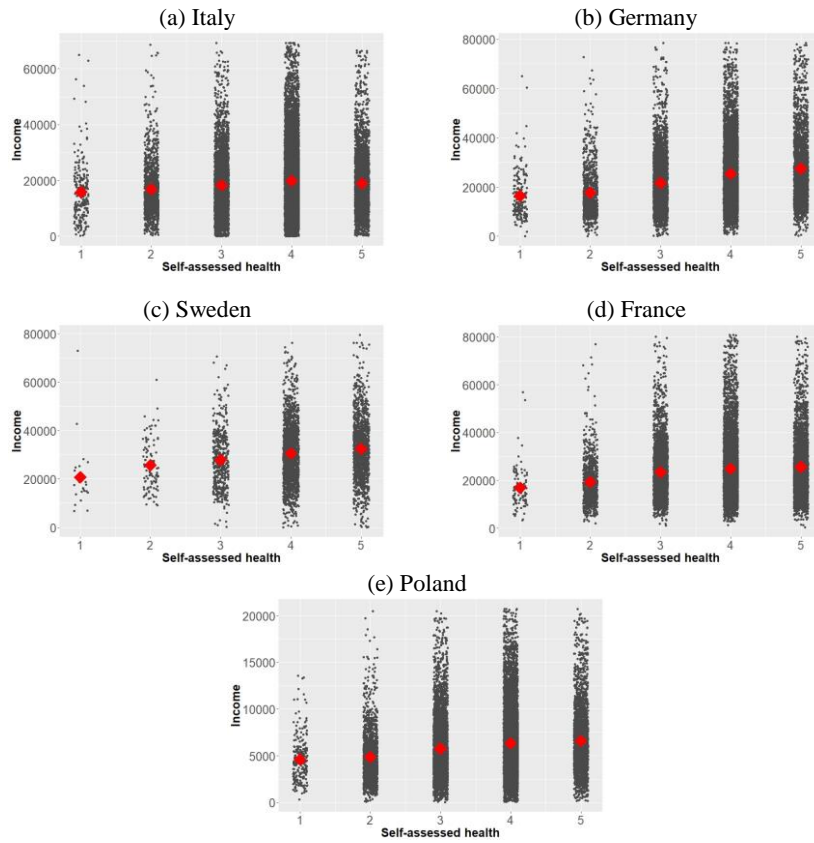 (a) Italy
(b) Germany
60000
40000
20000
0
Income
1 2 3 4 5
Self-assessed health
80000
60000
40000
20000
0
Income
1 2 3 4 5
Self-assessed health
(c) Sweden
(d) France
80000
60000
40000
20000
0
Income
1 2 3 4 5
Self-assessed health
80000
60000
40000
20000
0
Income
1 2 3 4 5
Self-assessed health
(e) Poland
20000
15000
10000
5000
0
Income
1 2 3 4 5
Self-assessed health